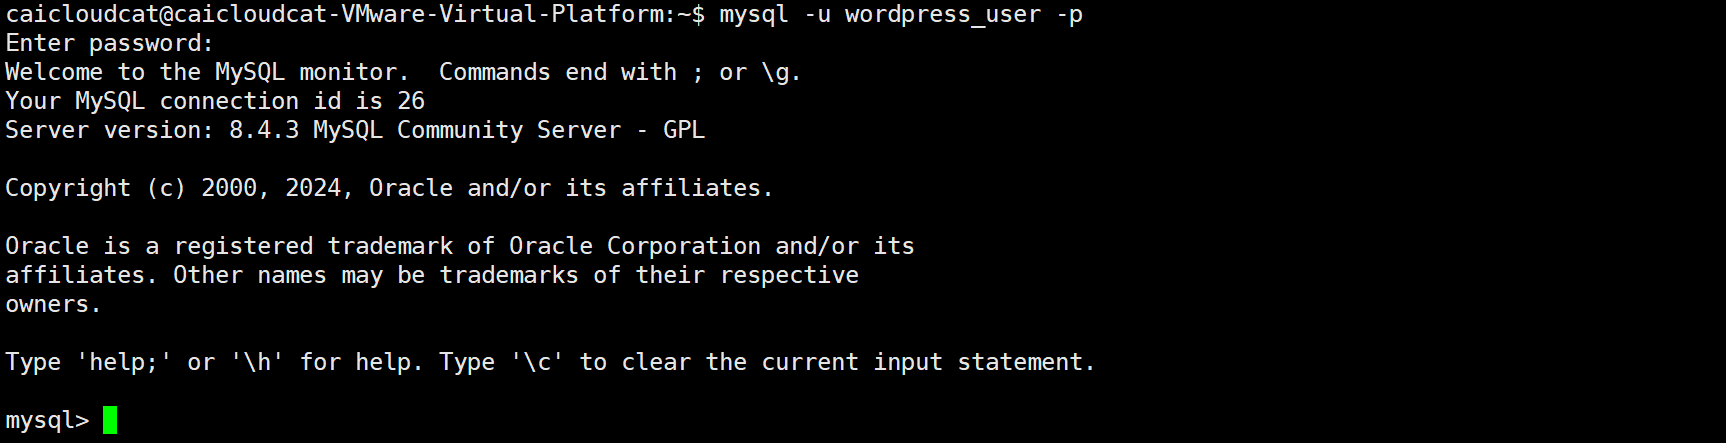 caicloudcat@caicloudcat-VMware-Virtual-Platform:~$ mysql -u wordpress_user -p
Enter password:
Welcome to the MySQL monitor.  Commands end with ; or \g.
Your MySQL connection id is 26
Server version: 8.4.3 MySQL Community Server - GPL
Copyright (c) 2000, 2024, Oracle and/or its affiliates.
Oracle is a registered trademark of Oracle Corporation and/or its
affiliates. Other names may be trademarks of their respective
owners.
Type 'help;' or '\h' for help. Type '\c' to clear the current input statement.
mysql>